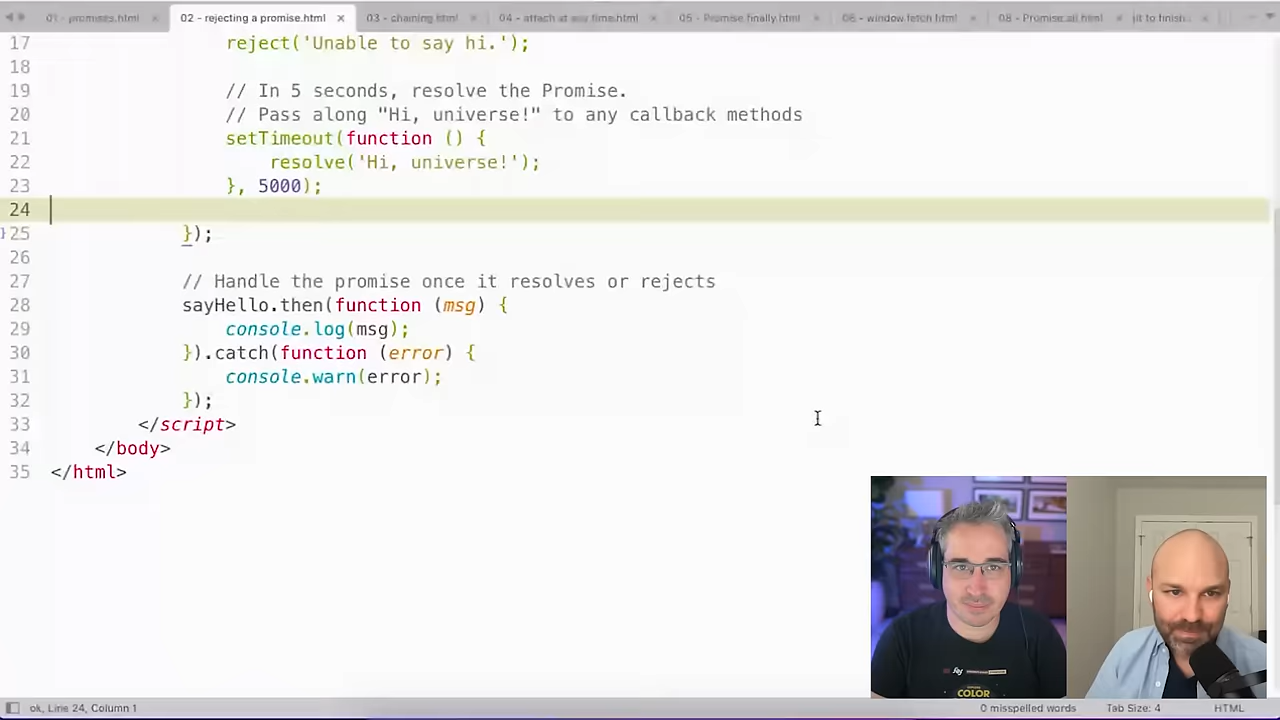 01 - promises.html
02 - rejecting a promise.html
03 - chaining.html
04 - attach at any time.html
05 - Promise.finally.html
06 - window.fetch.html
08 - Promise.all.html
it to finish...
17 reject('Unable to say hi.');
18
19 // In 5 seconds, resolve the Promise.
20 // Pass along "Hi, universe!" to any callback methods
21 setTimeout(function () {
22 resolve('Hi, universe!');
23 }, 5000);
24
25 });
26
27 // Handle the promise once it resolves or rejects
28 sayHello.then(function (msg) {
29 console.log(msg);
30 }).catch(function (error) {
31 console.warn(error);
32 });
33 </script>
34 </body>
35 </html>
COLOR
ok, Line 24, Column 1
0 misspelled words
Tab Size: 4
HTML